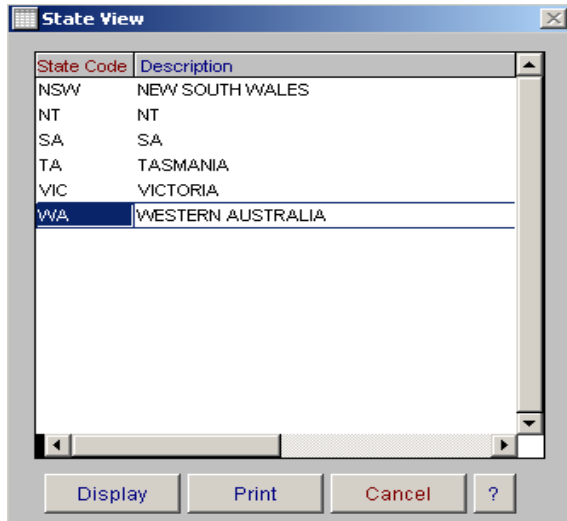 State View
State Code Description
NSW NEW SOUTH WALES
NT NT
SA SA
TA TASMANIA
VIC VICTORIA
WA WESTERN AUSTRALIA
Display Print Cancel ?